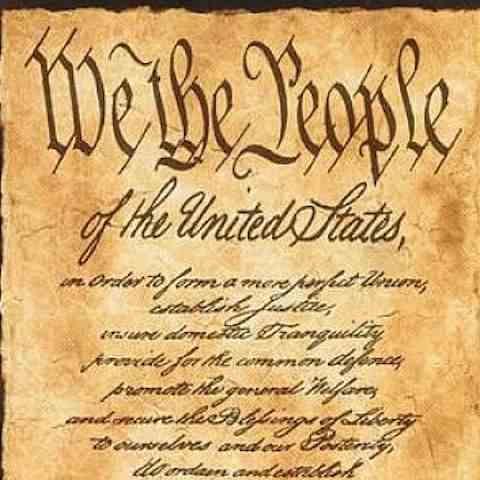 We the People
of the United States,
in Order to form a more perfect Union,
establish Justice,
insure domestic Tranquility
provide for the common defence,
promote the general Welfare,
and secure the Blessings of Liberty
to ourselves and our Posterity,
do ordain and establish